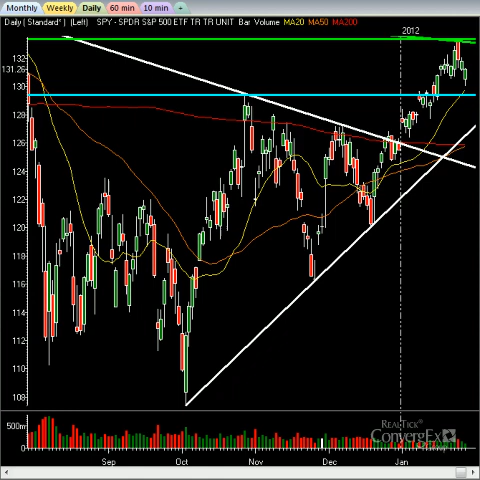 Monthly Weekly Daily 60 min 10 min +
Daily ( Standard* ) (Left) SPY - SPDR S&P 500 ETF TR TR UNIT Bar Volume MA20 MA50 MA200
2012
132
131.26
130
128
126
124
122
120
118
116
114
112
110
108
500m
REALTICK®
ConvergEx
0
Sep Oct Nov Dec Jan